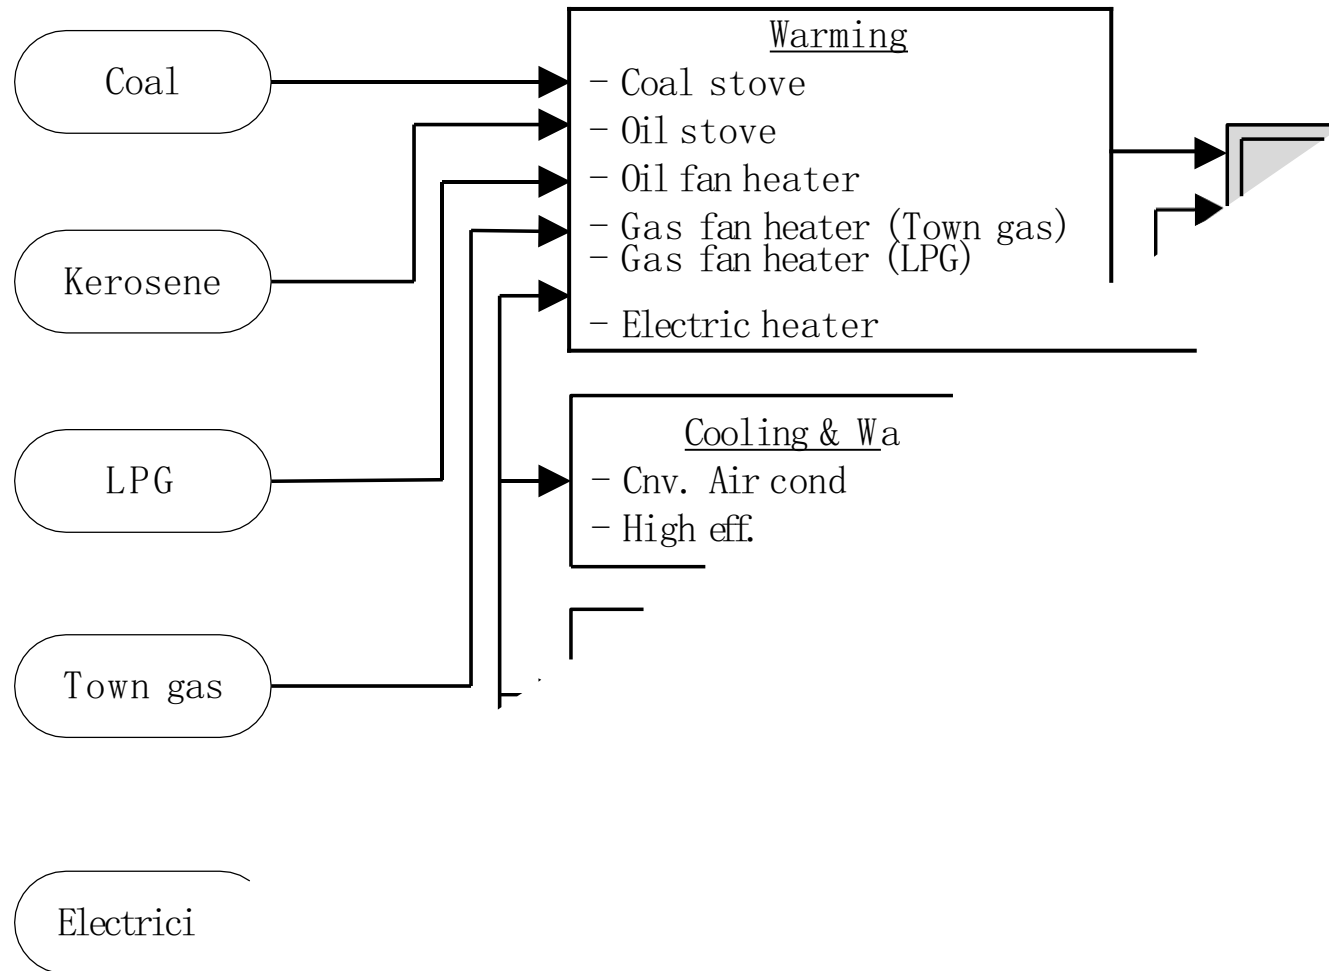 Coal
Kerosene
LPG
Town gas
Electrici
Warming
- Coal stove
- Oil stove
- Oil fan heater
- Gas fan heater (Town gas)
- Gas fan heater (LPG)
- Electric heater
Cooling & Wa
- Cnv. Air cond
- High eff.